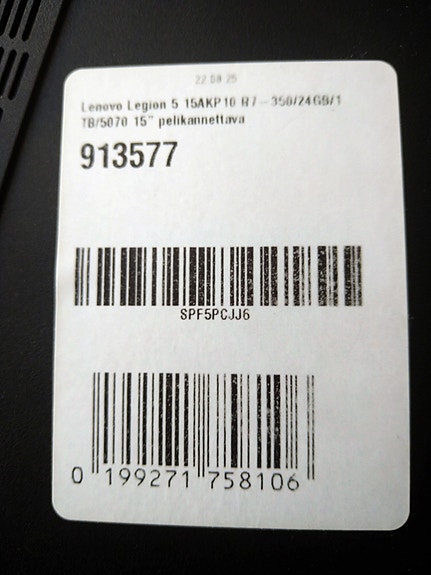 22.08.25
Lenovo Legion 5 15AKP10 R7-350/24GB/1
TB/5070 15" pelikannettava
913577
SPF5PCJJ6
0 199271 758106